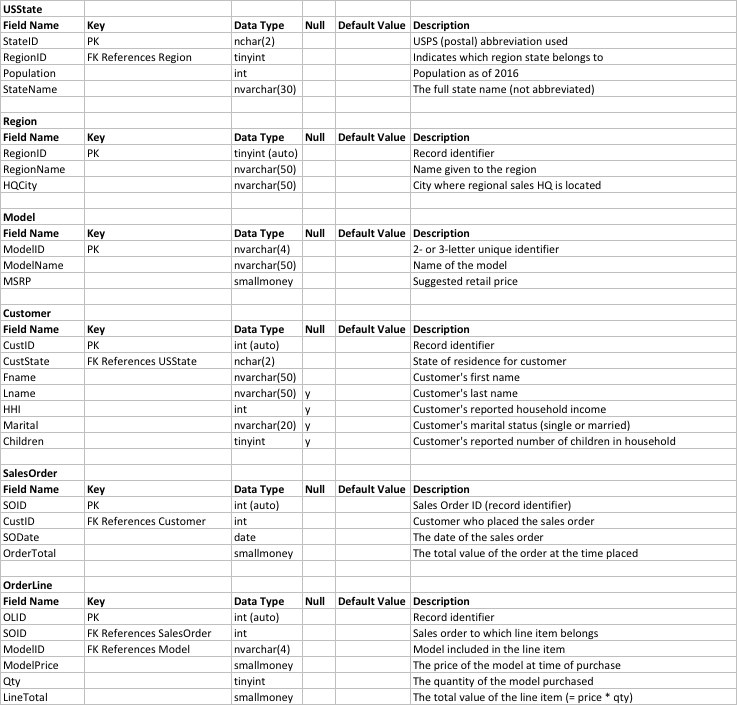 USState
Field Name Key Data Type Null Default Value Description
StateID PK nchar(2) USPS (postal) abbreviation used
RegionID FK References Region tinyint Indicates which region state belongs to
Population int Population as of 2016
StateName nvarchar(30) The full state name (not abbreviated)
Region
Field Name Key Data Type Null Default Value Description
RegionID PK tinyint (auto) Record identifier
RegionName nvarchar(50) Name given to the region
HQCity nvarchar(50) City where regional sales HQ is located
Model
Field Name Key Data Type Null Default Value Description
ModelID PK nvarchar(4) 2- or 3-letter unique identifier
ModelName nvarchar(50) Name of the model
MSRP smallmoney Suggested retail price
Customer
Field Name Key Data Type Null Default Value Description
CustID PK int (auto) Record identifier
CustState FK References USState nchar(2) State of residence for customer
Fname nvarchar(50) Customer's first name
Lname nvarchar(50) y Customer's last name
HHI int y Customer's reported household income
Marital nvarchar(20) y Customer's marital status (single or married)
Children tinyint y Customer's reported number of children in household
SalesOrder
Field Name Key Data Type Null Default Value Description
SOID PK int (auto) Sales Order ID (record identifier)
CustID FK References Customer int Customer who placed the sales order
SODate date The date of the sales order
OrderTotal smallmoney The total value of the order at the time placed
OrderLine
Field Name Key Data Type Null Default Value Description
OLID PK int (auto) Record identifier
SOID FK References SalesOrder int Sales order to which line item belongs
ModelID FK References Model nvarchar(4) Model included in the line item
ModelPrice smallmoney The price of the model at time of purchase
Qty tinyint The quantity of the model purchased
LineTotal smallmoney The total value of the line item (= price * qty)